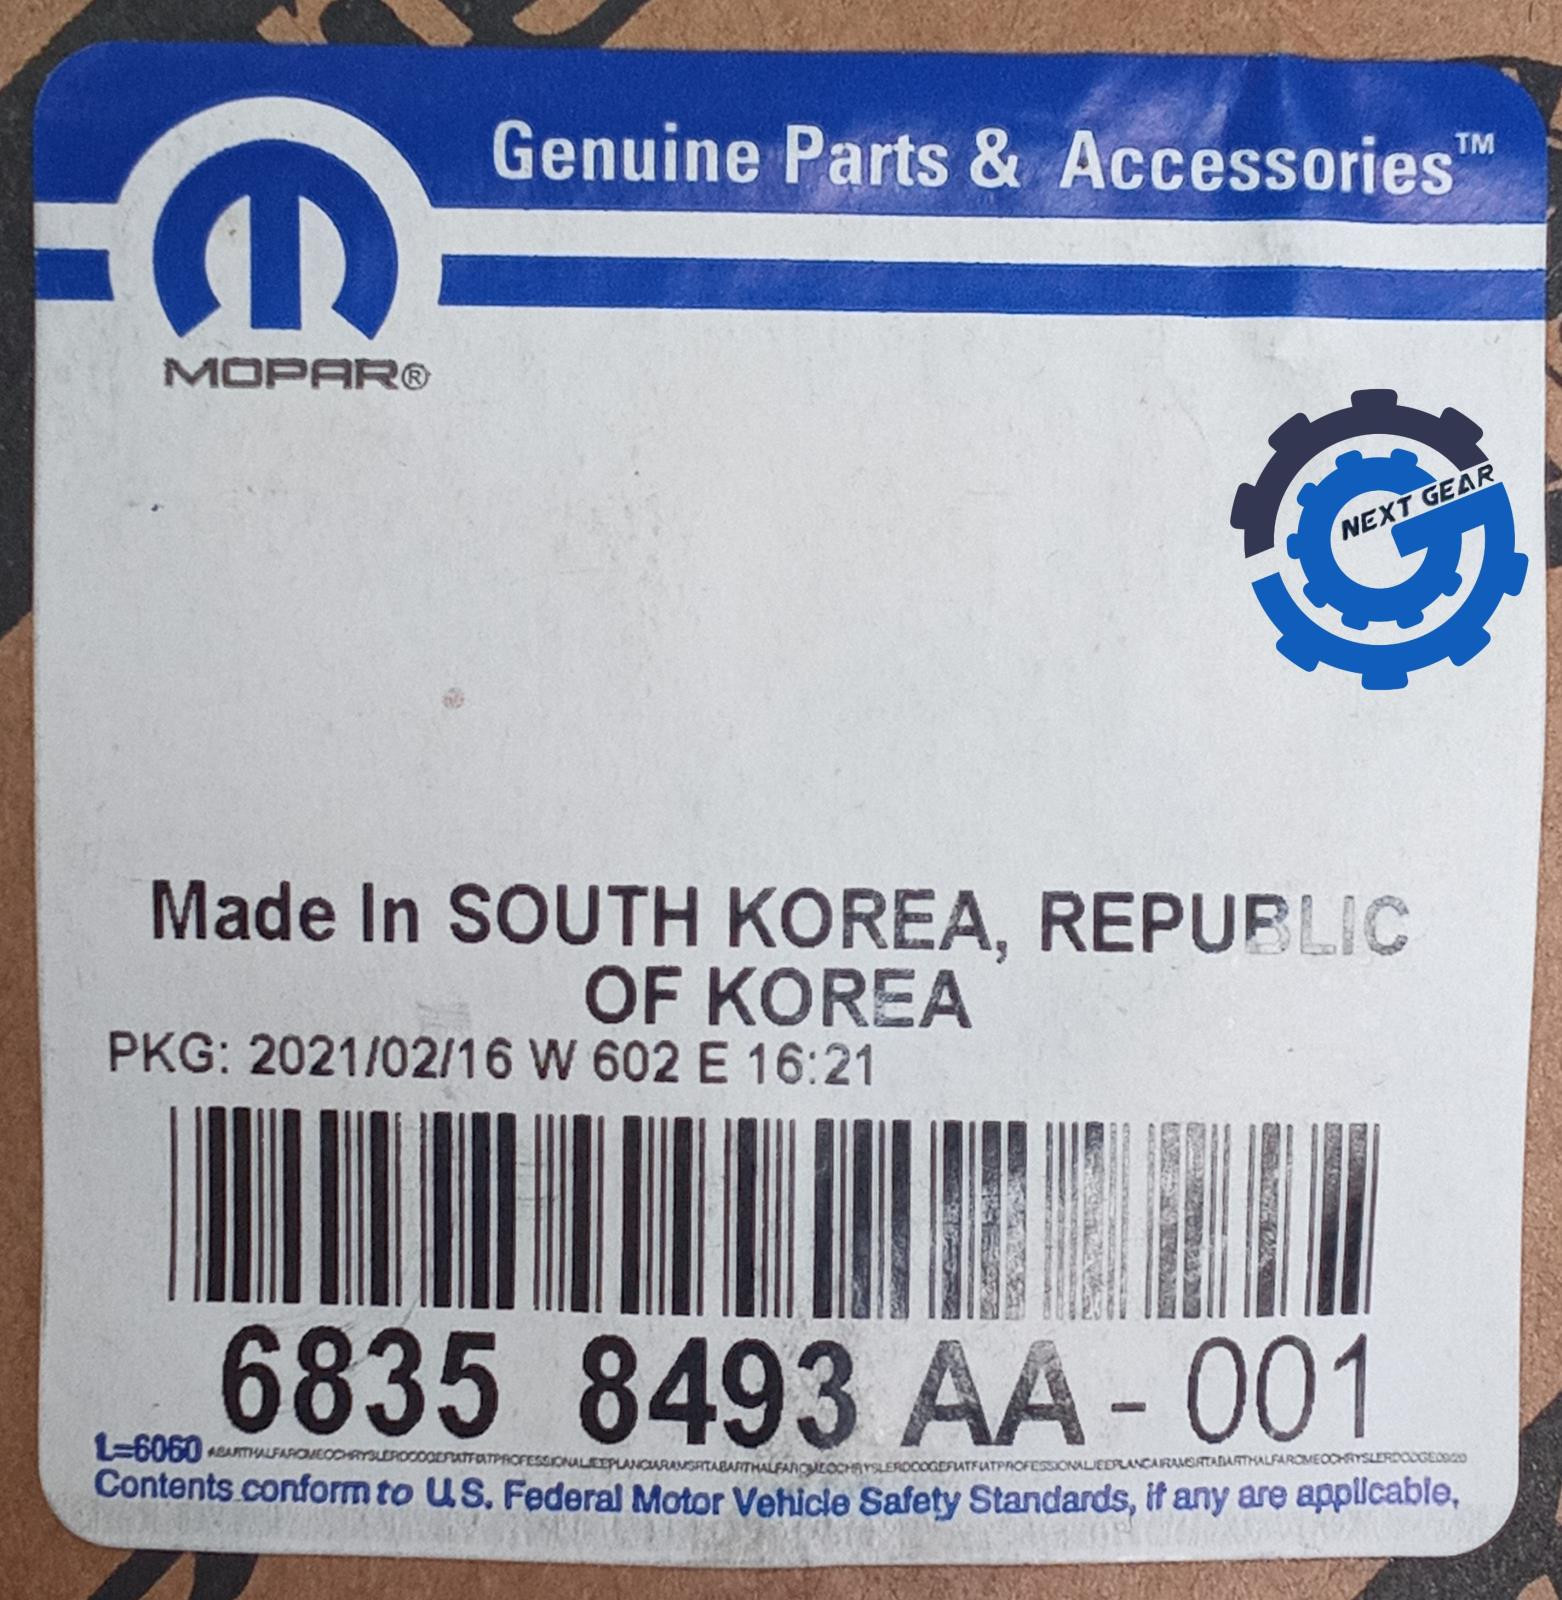 Genuine Parts & Accessories™
MOPAR®
NEXT GEAR
Made In SOUTH KOREA, REPUBLIC
OF KOREA
PKG: 2021/02/16 W 602 E 16:21
6835 8493 AA - 001
L=6060
Contents conform to U.S. Federal Motor Vehicle Safety Standards, if any are applicable.